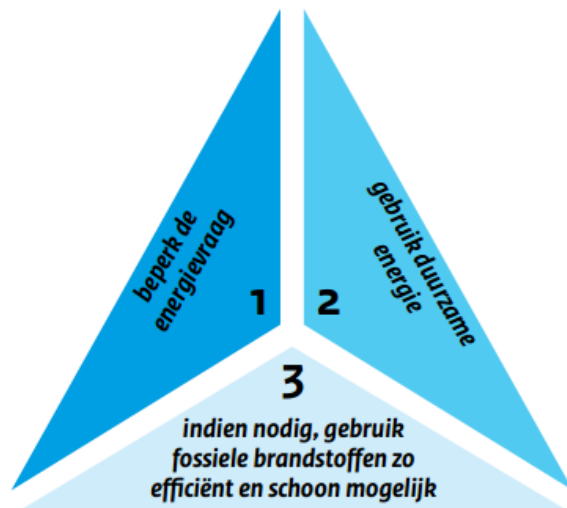 beperk de
energievraag
1
gebruik duurzame
energie
2
3
indien nodig, gebruik
fossiele brandstoffen zo
efficiënt en schoon mogelijk